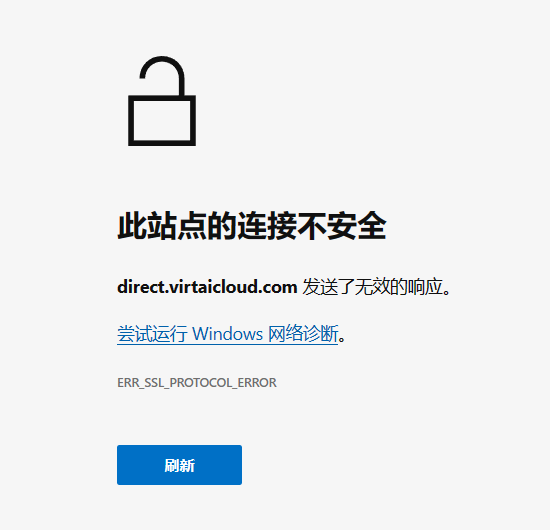 此站点的连接不安全
direct.virtaicloud.com 发送了无效的响应。
尝试运行 Windows 网络诊断。
ERR_SSL_PROTOCOL_ERROR
刷新